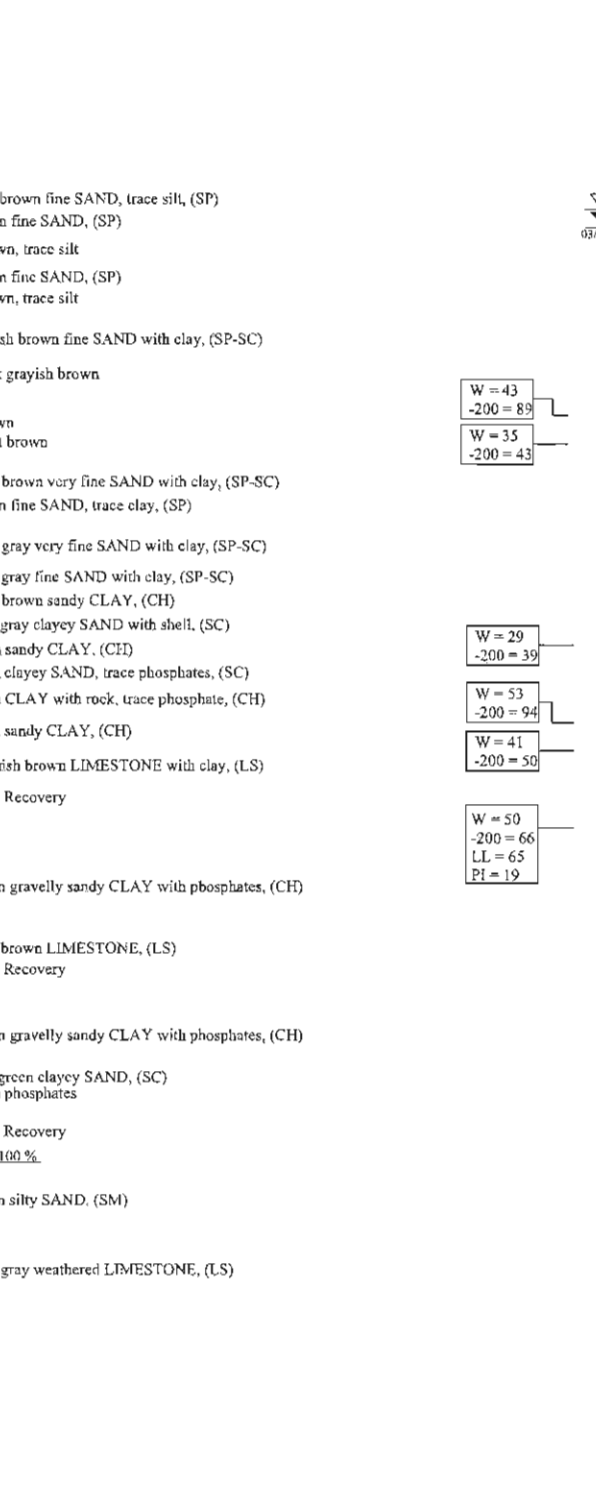 brown fine SAND, trace silt, (SP)
n fine SAND, (SP)
wn, trace silt
n fine SAND, (SP)
wn, trace silt
sh brown fine SAND with clay, (SP-SC)
grayish brown
wn
brown
brown very fine SAND with clay, (SP-SC)
n fine SAND, trace clay, (SP)
gray very fine SAND with clay, (SP-SC)
gray fine SAND with clay, (SP-SC)
brown sandy CLAY, (CH)
gray clayey SAND with shell, (SC)
sandy CLAY, (CH)
clayey SAND, trace phosphates, (SC)
CLAY with rock, trace phosphate, (CH)
sandy CLAY, (CH)
ish brown LIMESTONE with clay, (LS)
Recovery
n gravelly sandy CLAY with phosphates, (CH)
brown LIMESTONE, (LS)
Recovery
n gravelly sandy CLAY with phosphates, (CH)
green clayey SAND, (SC)
phosphates
Recovery
100 %
n silty SAND, (SM)
gray weathered LIMESTONE, (LS)
W = 43
-200 = 89
W = 35
-200 = 43
W = 29
-200 = 39
W = 53
-200 = 94
W = 41
-200 = 50
W = 50
-200 = 66
LL = 65
PI = 19
03/